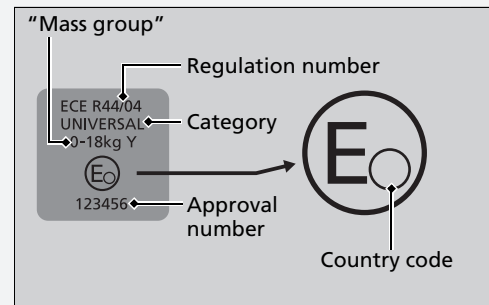 "Mass group"
Regulation number
ECE R44/04
UNIVERSAL
Category
0-18kg Y
E
E
123456
Approval
number
Country code